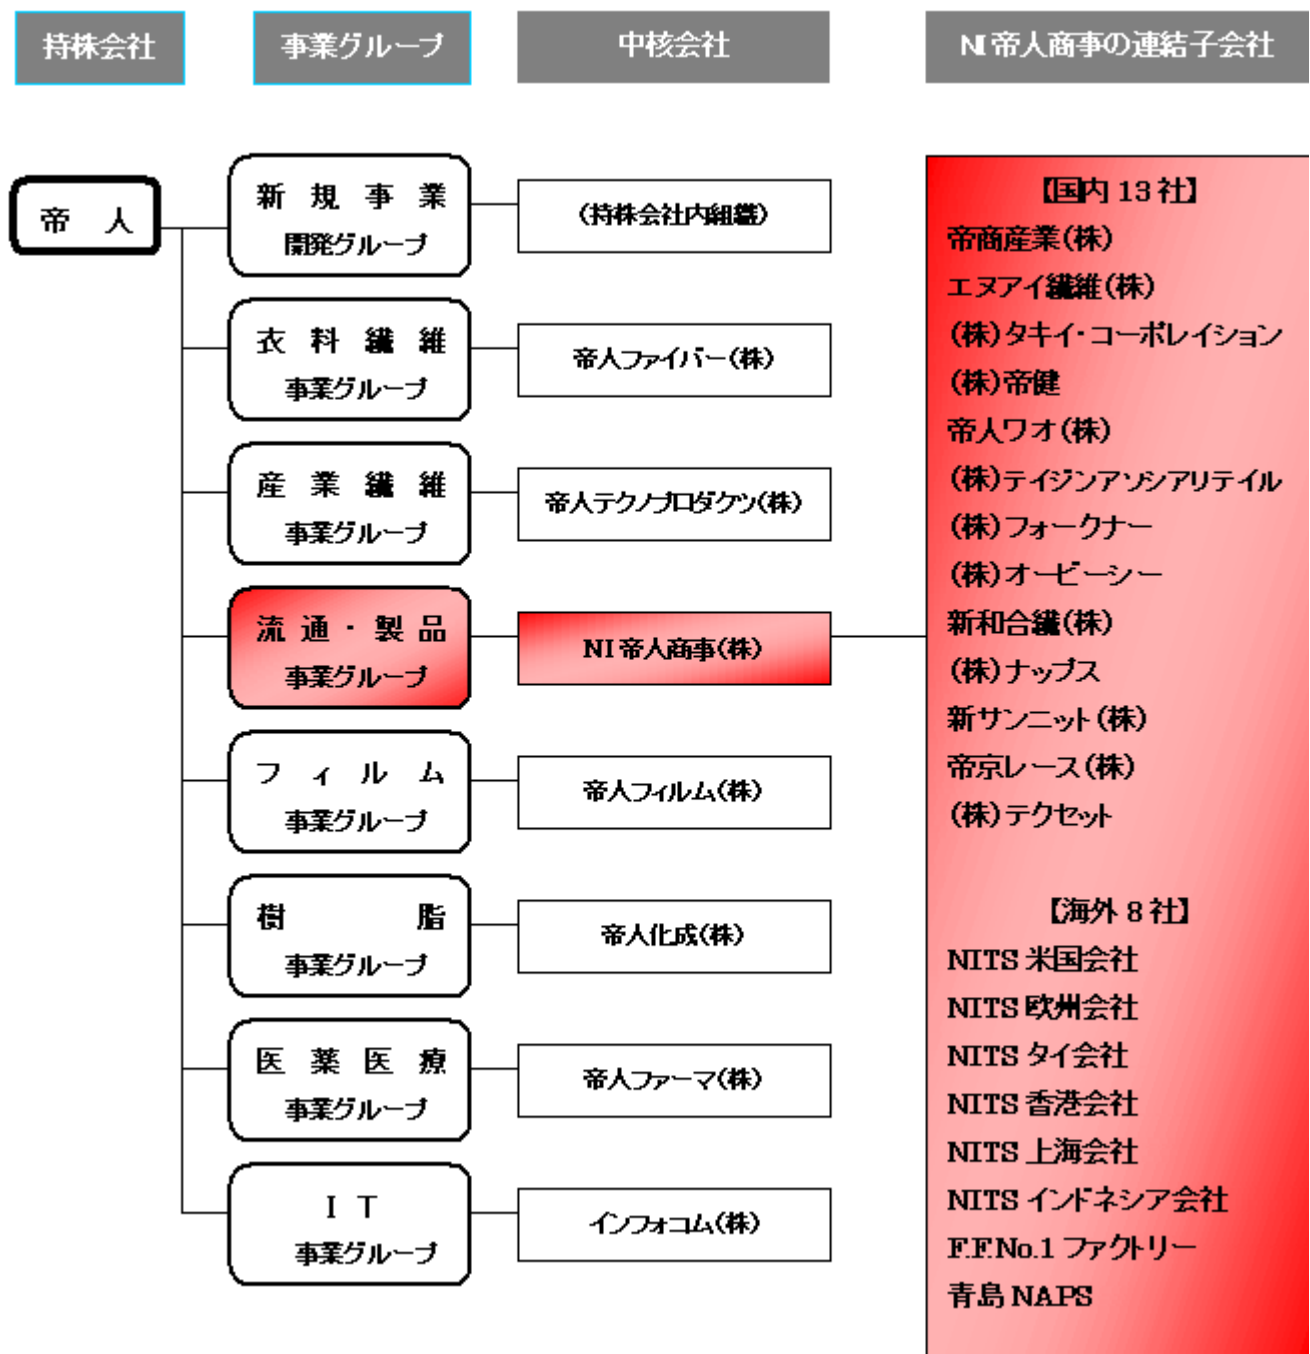 持株会社
事業グループ
中核会社
NI帝人商事の連結子会社
帝人
新規事業
開発グループ
(持株会社内組織)
衣料繊維
事業グループ
帝人ファイバー(株)
産業繊維
事業グループ
帝人テクノプロダクツ(株)
流通・製品
事業グループ
NI帝人商事(株)
フィルム
事業グループ
帝人フィルム(株)
樹脂
事業グループ
帝人化成(株)
医薬医療
事業グループ
帝人ファーマ(株)
IT
事業グループ
インフォコム(株)
【国内13社】
帝商産業(株)
エヌアイ繊維(株)
(株)タキイ・コーポレイション
(株)帝健
帝人ワオ(株)
(株)テイジンアソシアリテイル
(株)フォークナー
(株)オービーシー
新和合繊(株)
(株)ナップス
新サンニット(株)
帝京レース(株)
(株)テクセット
【海外8社】
NITS米国会社
NITS欧州会社
NITSタイ会社
NITS香港会社
NITS上海会社
NITSインドネシア会社
F.F.No.1ファクトリー
青島NAPS